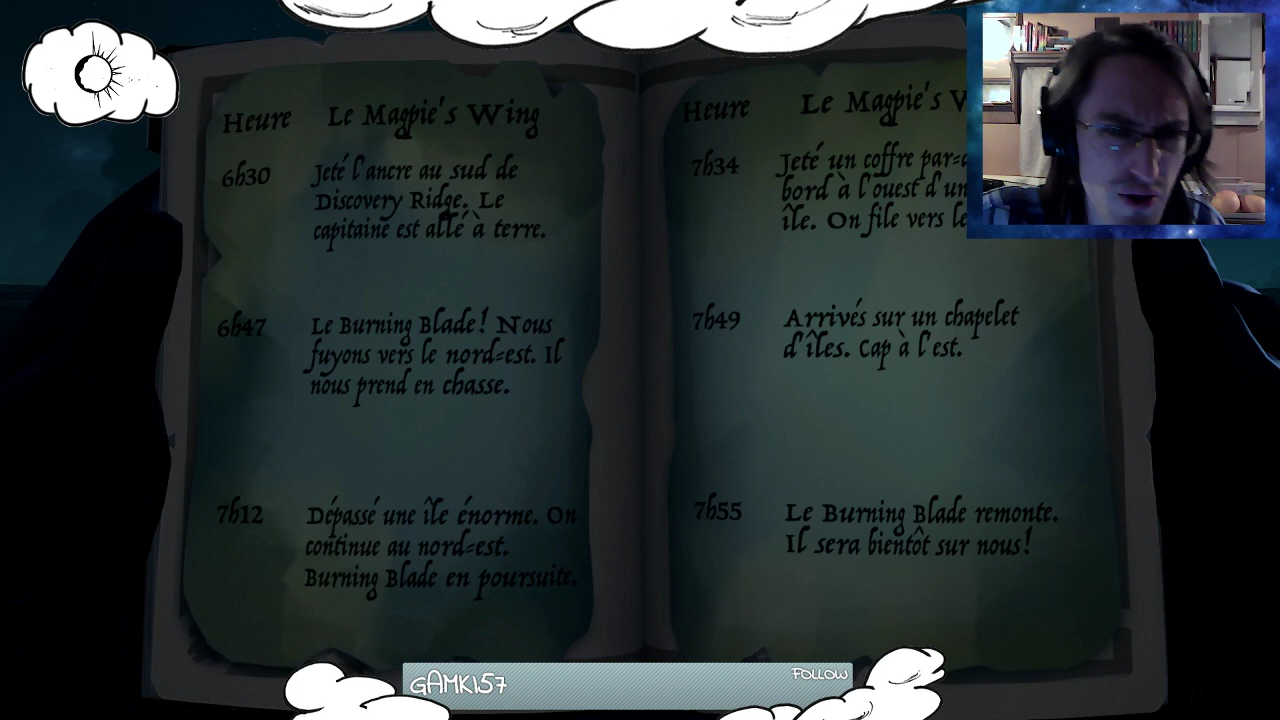 Heure Le Magpie's Wing
6h30 Jeté l'ancre au sud de
Discovery Ridge. Le
capitaine est allé à terre.
6h47 Le Burning Blade! Nous
fuyons vers le nord-est. Il
nous prend en chasse.
7h12 Dépassé une île énorme. On
continue au nord-est.
Burning Blade en poursuite.
Heure Le Magpie's
7h34 Jeté un coffre
bord à l'ouest d'un
île. On file vers le
7h49 Arrivés sur un chapelet
d'îles. Cap à l'est.
7h55 Le Burning Blade remonte.
Il sera bientôt sur nous!
GAMK157
FOLLOW